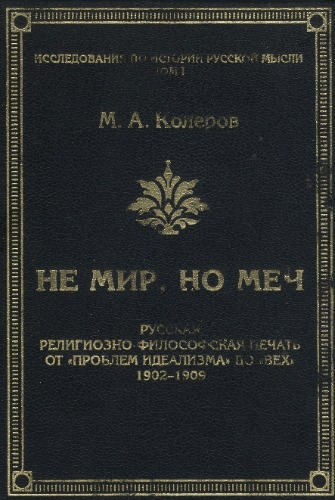 ИССЛЕДОВАНИЯ ПО ИСТОРИИ РУССКОЙ МЫСЛИ
ТОМ I
М. А. Колеров
НЕ МИР, НО МЕЧ
РУССКАЯ
РЕЛИГИОЗНО-ФИЛОСОФСКАЯ ПЕЧАТЬ
ОТ «ПРОБЛЕМ ИДЕАЛИЗМА» ДО «ВЕХ»
1902–1909